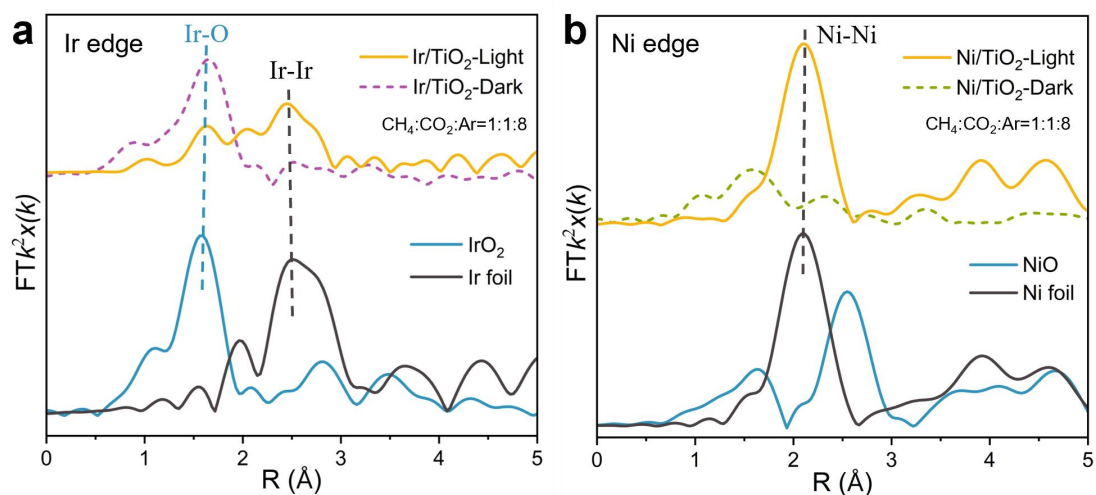 a
Ir edge
Ir-O
Ir-Ir
Ir/TiO₂-Light
Ir/TiO₂-Dark
CH₄:CO₂:Ar=1:1:8
IrO₂
Ir foil
FTk²x(k)
0 1 2 3 4 5
R (Å)
b
Ni edge
Ni-Ni
Ni/TiO₂-Light
Ni/TiO₂-Dark
CH₄:CO₂:Ar=1:1:8
NiO
Ni foil
FTk²x(k)
0 1 2 3 4 5
R (Å)